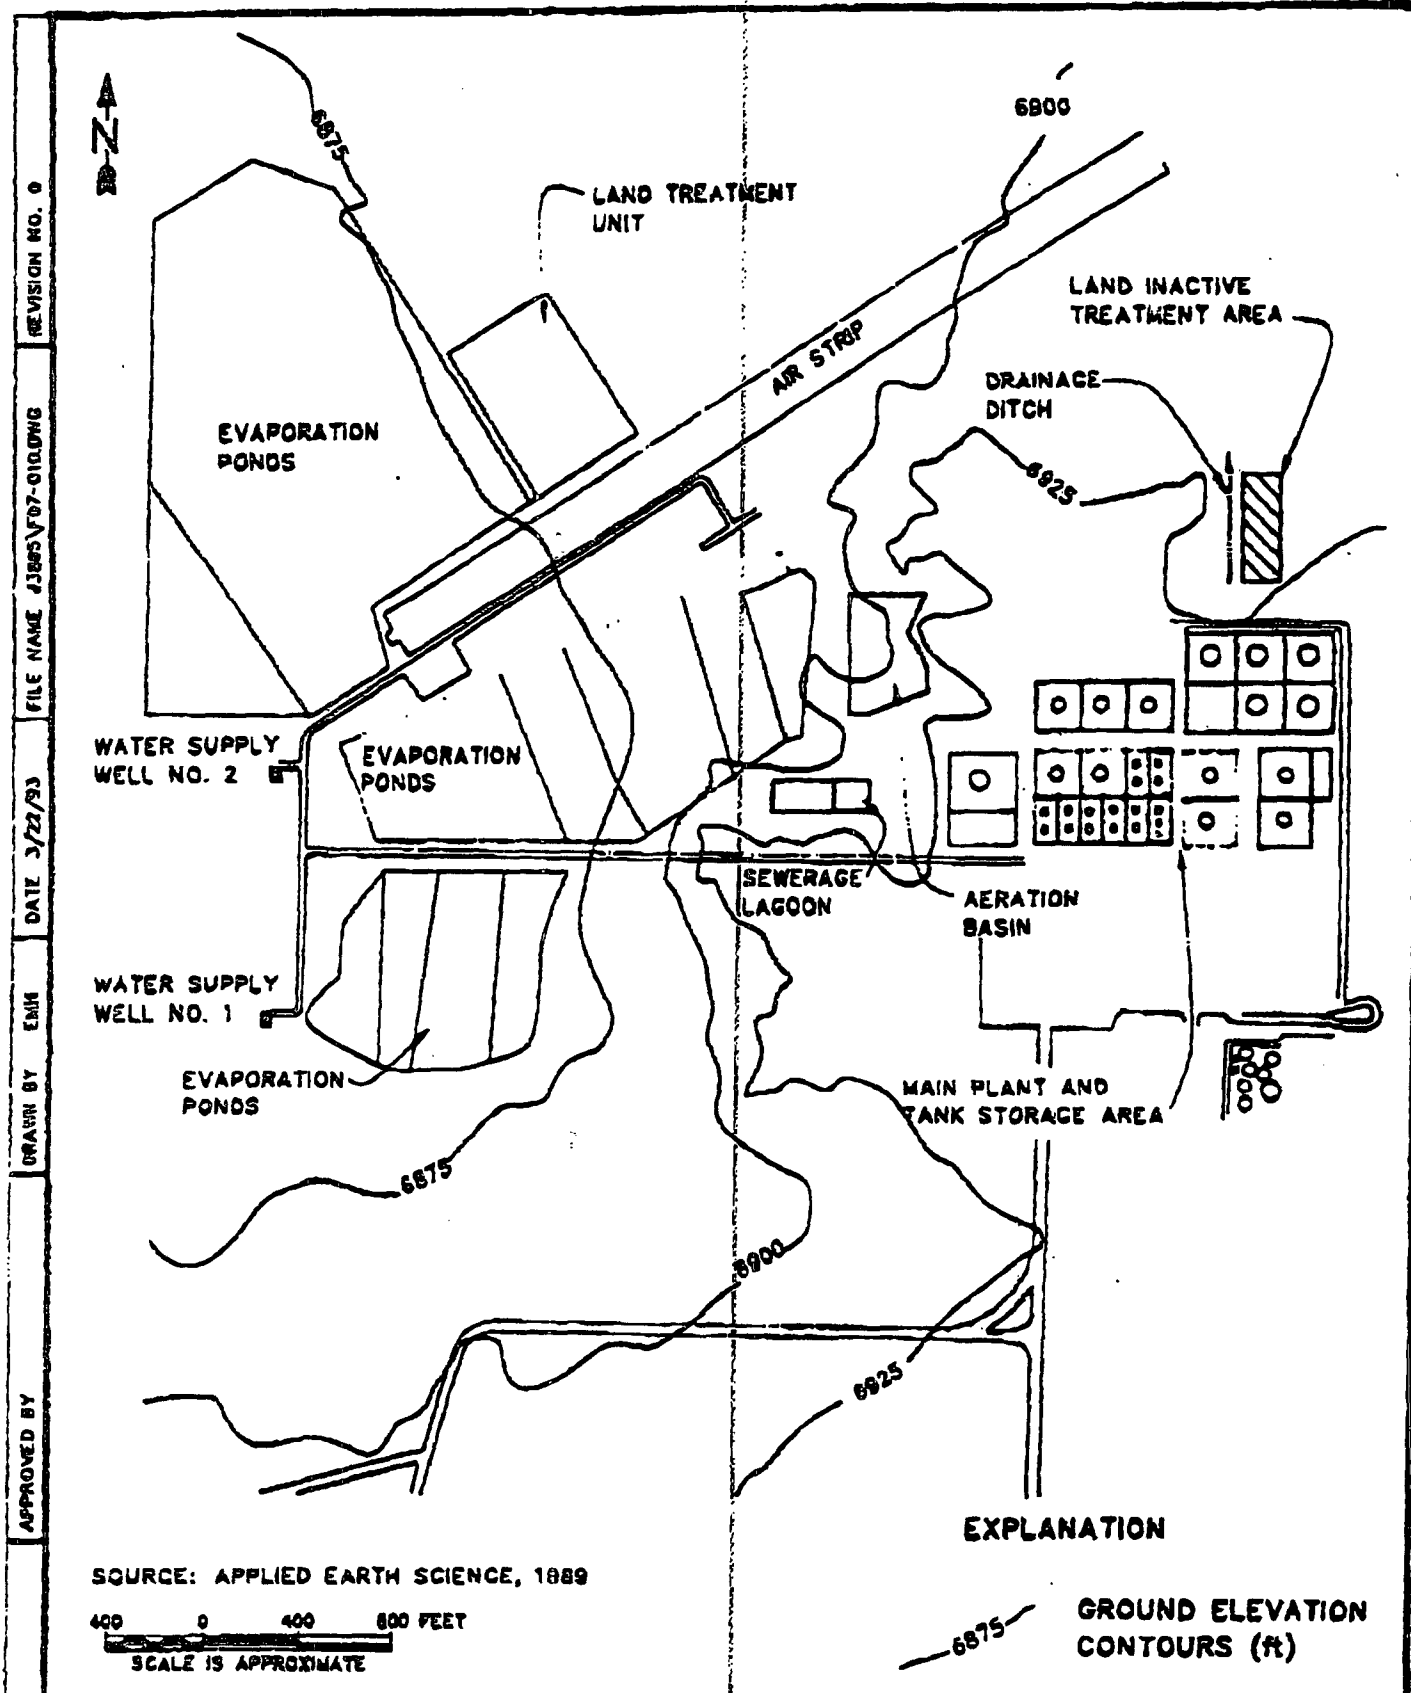 6875
6800
LAND TREATMENT
UNIT
LAND INACTIVE
TREATMENT AREA
AIR STRIP
DRAINAGE
DITCH
EVAPORATION
PONDS
6925
WATER SUPPLY
WELL NO. 2
EVAPORATION
PONDS
SEWERAGE
LAGOON
AERATION
BASIN
WATER SUPPLY
WELL NO. 1
EVAPORATION
PONDS
MAIN PLANT AND
TANK STORAGE AREA
6875
6900
6925
EXPLANATION
SOURCE: APPLIED EARTH SCIENCE, 1989
400 0 400 800 FEET
SCALE IS APPROXIMATE
6875
GROUND ELEVATION
CONTOURS (ft)
N
APPROVED BY
DRAWN BY EMH
DATE 3/22/93
FILE NAME J3885\F07-010.DWG
REVISION NO. 0